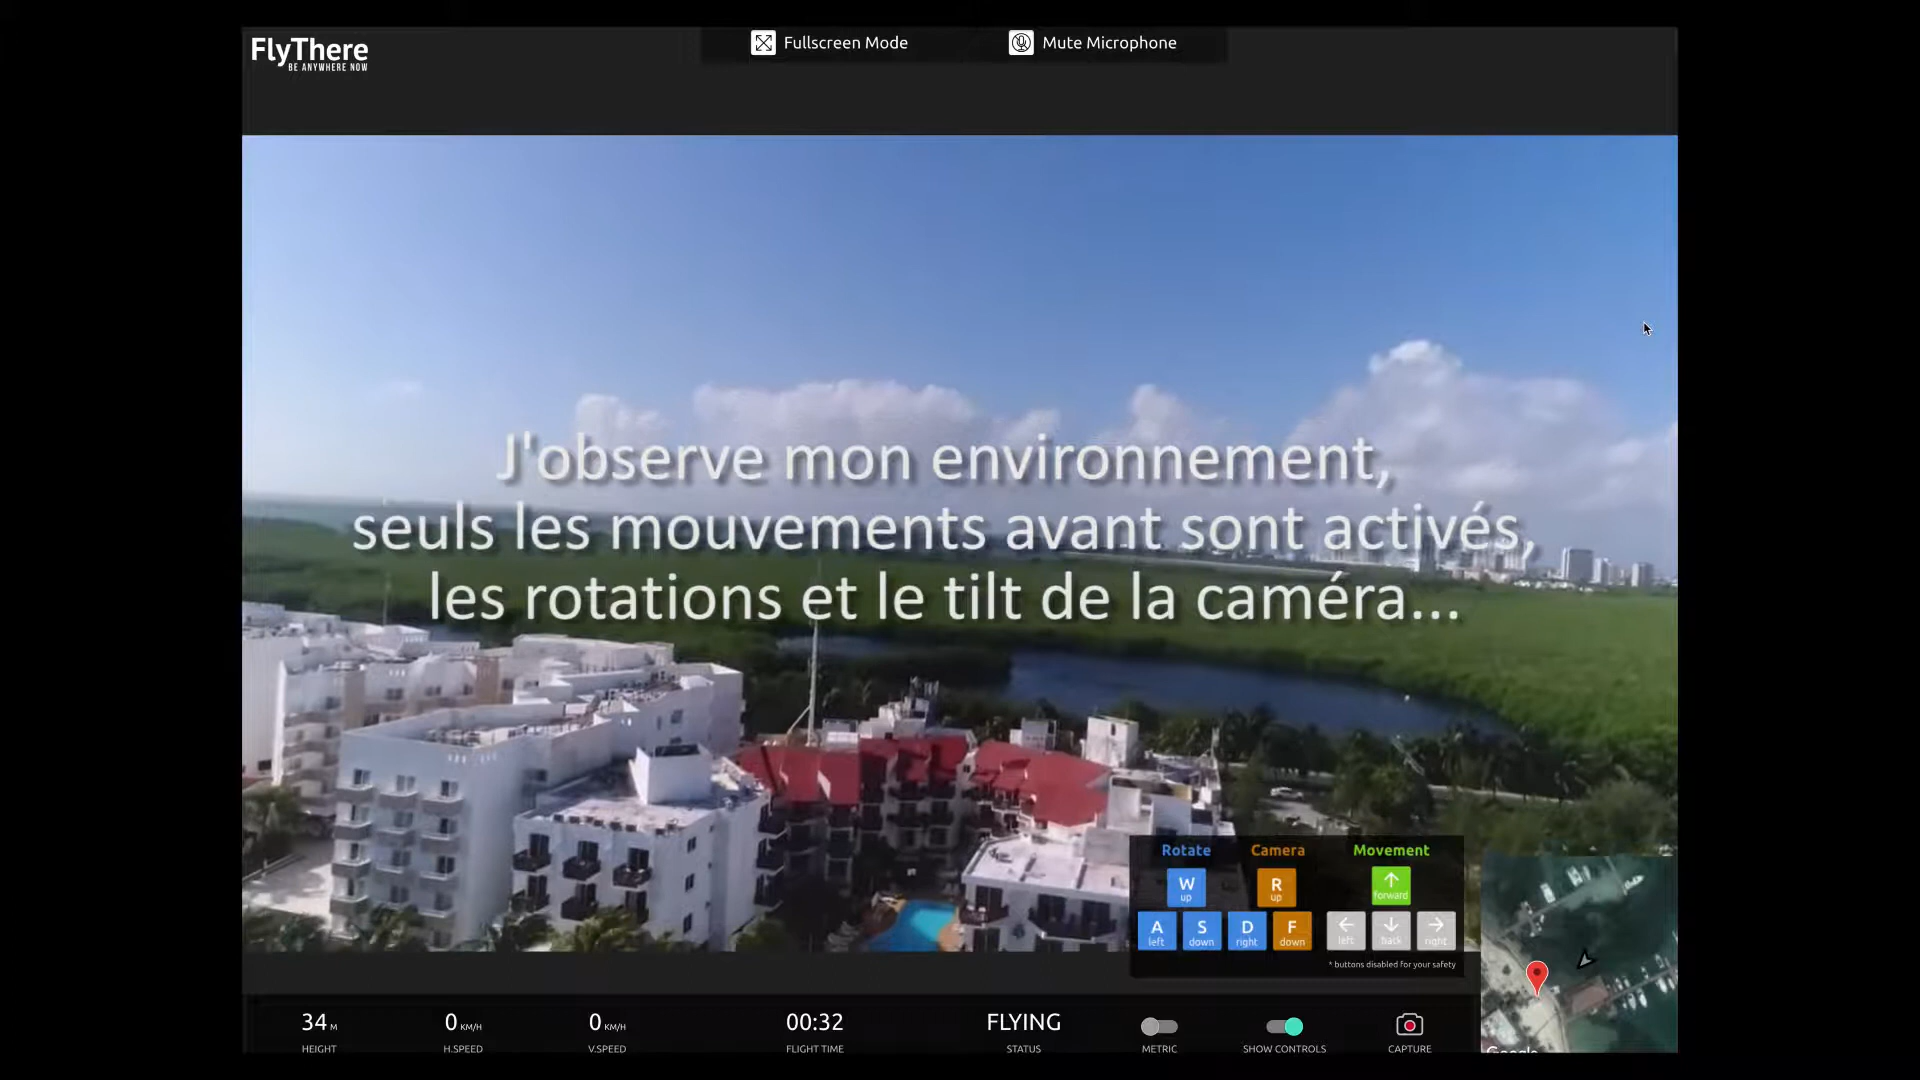 FlyThere
BE ANYWHERE NOW
Fullscreen Mode
Mute Microphone
J'observe mon environnement,
seuls les mouvements avant sont activés,
les rotations et le tilt de la caméra...
Rotate
Camera
Movement
W
up
R
up
forward
A
left
S
down
D
right
F
down
left
back
right
* buttons disabled for your safety
34 M
HEIGHT
0 KM/H
H.SPEED
0 KM/H
V.SPEED
00:32
FLIGHT TIME
FLYING
STATUS
METRIC
SHOW CONTROLS
CAPTURE
Google